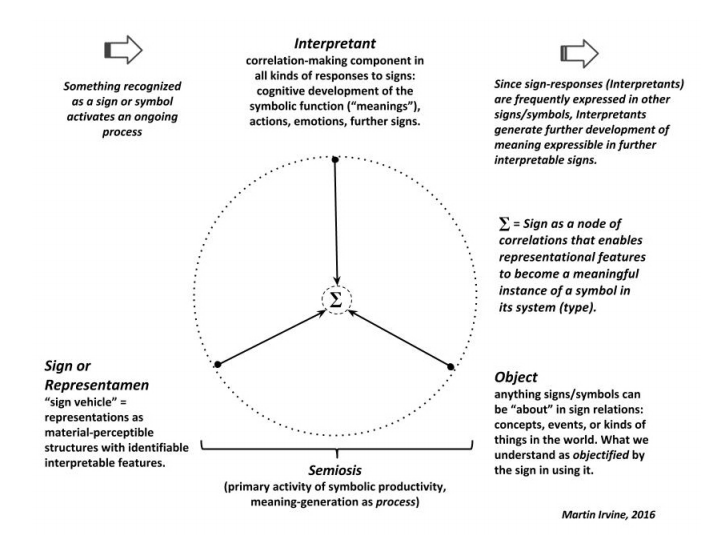 Something recognized
as a sign or symbol
activates an ongoing
process
Interpretant
correlation-making component in
all kinds of responses to signs:
cognitive development of the
symbolic function (“meanings”),
actions, emotions, further signs.
Since sign-responses (Interpretants)
are frequently expressed in other
signs/symbols, Interpretants
generate further development of
meaning expressible in further
interpretable signs.
Σ
Σ = Sign as a node of
correlations that enables
representational features
to become a meaningful
instance of a symbol in
its system (type).
Sign or
Representamen
“sign vehicle” =
representations as
material-perceptible
structures with identifiable
interpretable features.
Object
anything signs/symbols can
be “about” in sign relations:
concepts, events, or kinds of
things in the world. What we
understand as objectified by
the sign in using it.
Semiosis
(primary activity of symbolic productivity,
meaning-generation as process)
Martin Irvine, 2016